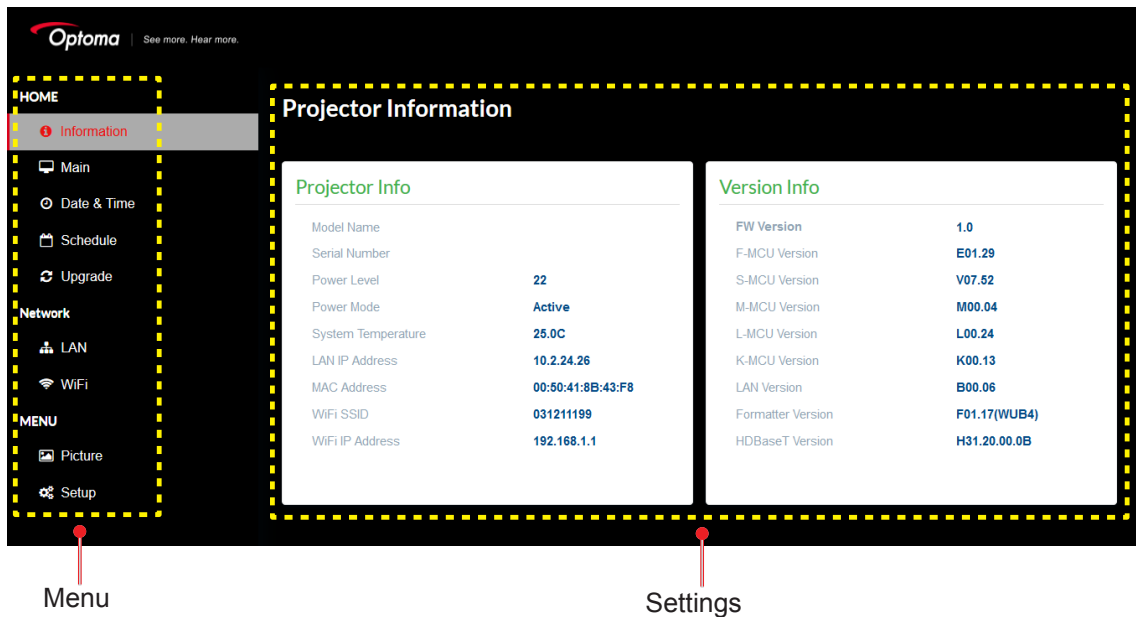 Optoma | See more. Hear more.
HOME
Information
Main
Date & Time
Schedule
Upgrade
Network
LAN
WiFi
MENU
Picture
Setup
Projector Information
Projector Info
Model Name
Serial Number
Power Level 22
Power Mode Active
System Temperature 25.0C
LAN IP Address 10.2.24.26
MAC Address 00:50:41:8B:43:F8
WiFi SSID 031211199
WiFi IP Address 192.168.1.1
Version Info
FW Version 1.0
F-MCU Version E01.29
S-MCU Version V07.52
M-MCU Version M00.04
L-MCU Version L00.24
K-MCU Version K00.13
LAN Version B00.06
Formatter Version F01.17(WUB4)
HDBaseT Version H31.20.00.0B
Menu
Settings